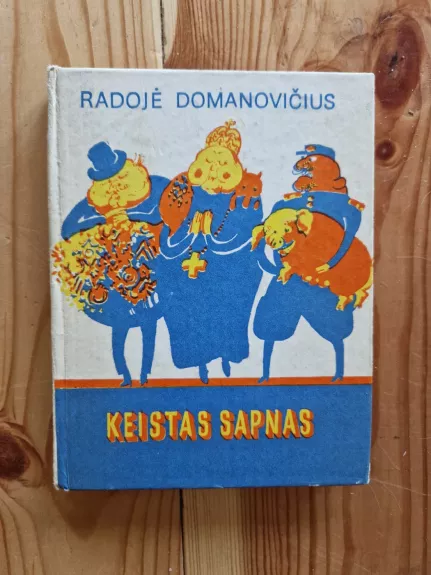 RADOJĖ DOMANOVIČIUS
KEISTAS SAPNAS